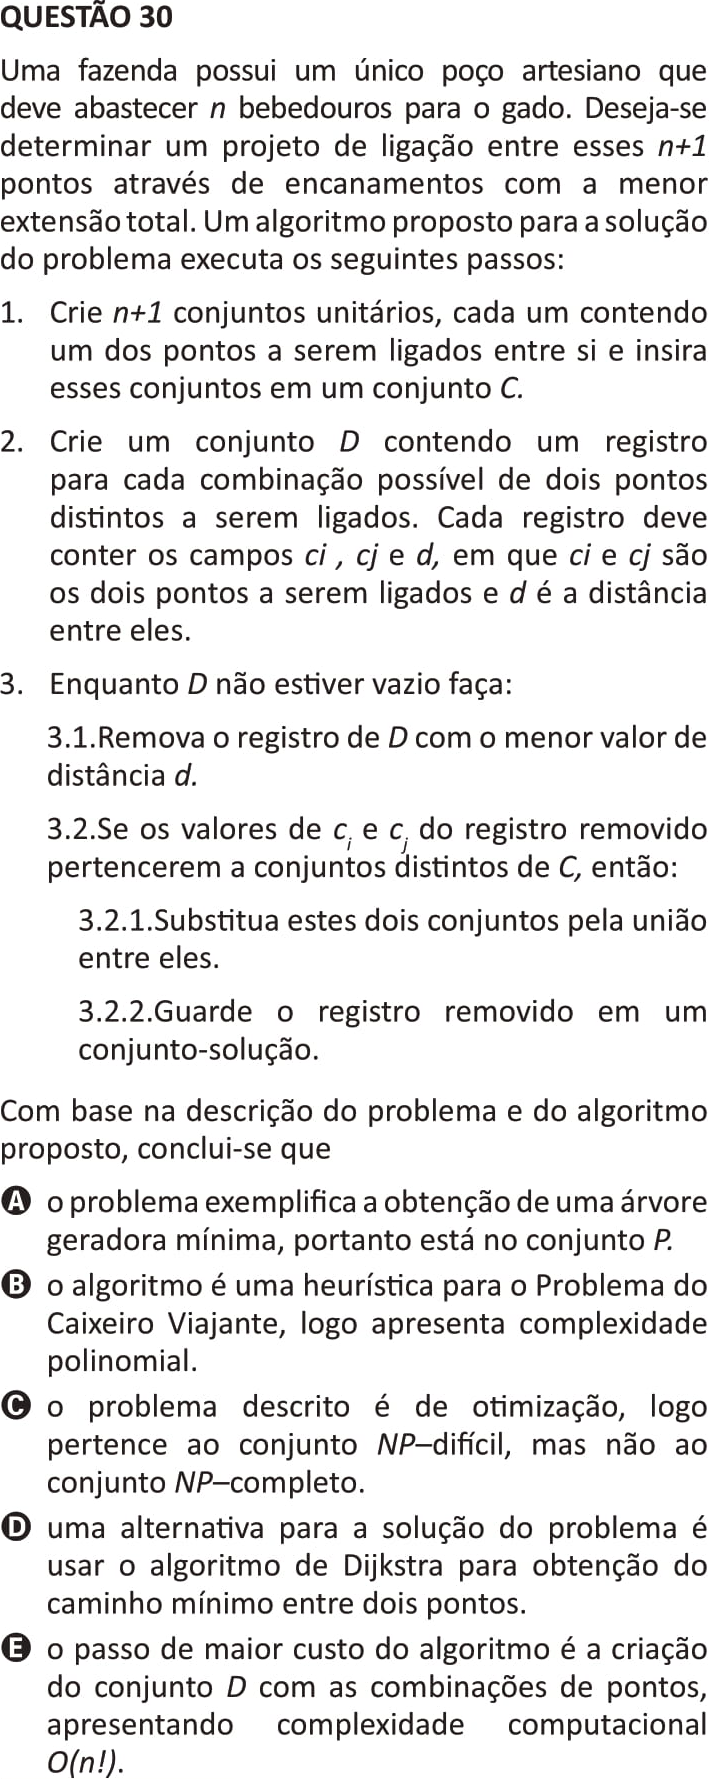 QUESTÃO 30
Uma fazenda possui um único poço artesiano que
deve abastecer n bebedouros para o gado. Deseja-se
determinar um projeto de ligação entre esses n+1
pontos através de encanamentos com a menor
extensão total. Um algoritmo proposto para a solução
do problema executa os seguintes passos:
1. Crie n+1 conjuntos unitários, cada um contendo
um dos pontos a serem ligados entre si e insira
esses conjuntos em um conjunto C.
2. Crie um conjunto D contendo um registro
para cada combinação possível de dois pontos
distintos a serem ligados. Cada registro deve
conter os campos ci , cj e d, em que ci e cj são
os dois pontos a serem ligados e d é a distância
entre eles.
3. Enquanto D não estiver vazio faça:
3.1.Remova o registro de D com o menor valor de
distância d.
3.2.Se os valores de ci e cj do registro removido
pertencerem a conjuntos distintos de C, então:
3.2.1.Substitua estes dois conjuntos pela união
entre eles.
3.2.2.Guarde o registro removido em um
conjunto-solução.
Com base na descrição do problema e do algoritmo
proposto, conclui-se que
A o problema exemplifica a obtenção de uma árvore
geradora mínima, portanto está no conjunto P.
B o algoritmo é uma heurística para o Problema do
Caixeiro Viajante, logo apresenta complexidade
polinomial.
C o problema descrito é de otimização, logo
pertence ao conjunto NP–difícil, mas não ao
conjunto NP–completo.
D uma alternativa para a solução do problema é
usar o algoritmo de Dijkstra para obtenção do
caminho mínimo entre dois pontos.
E o passo de maior custo do algoritmo é a criação
do conjunto D com as combinações de pontos,
apresentando complexidade computacional
O(n!).